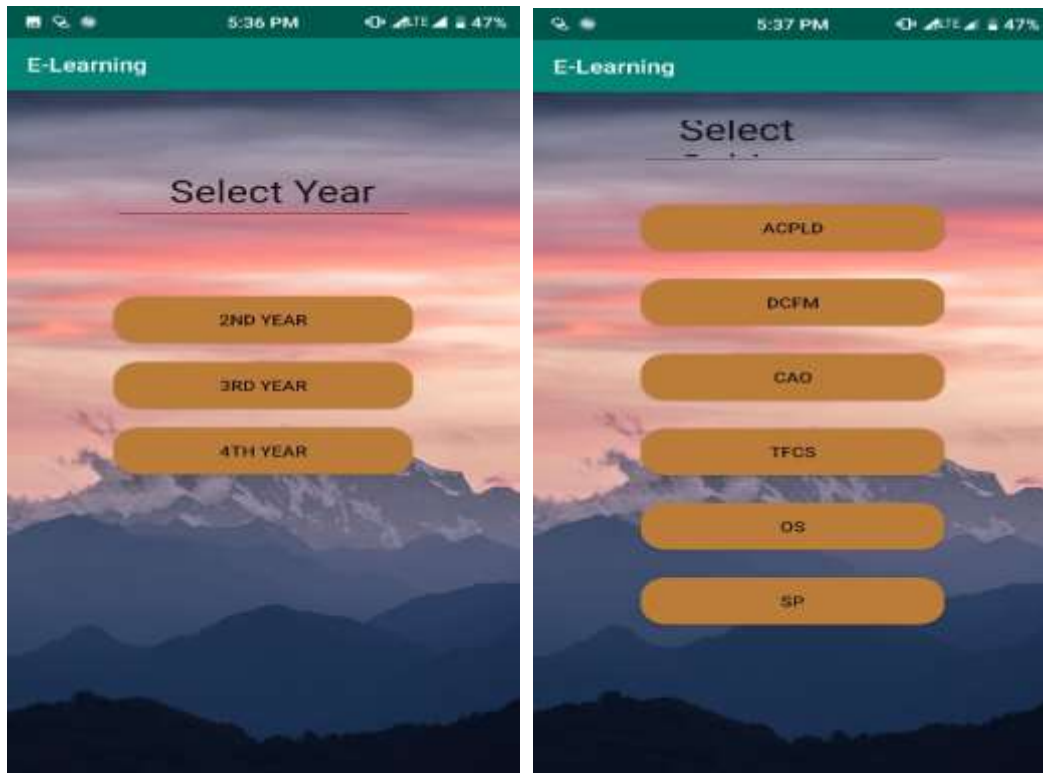 5:36 PM
47%
E-Learning
Select Year
2ND YEAR
3RD YEAR
4TH YEAR
5:37 PM
47%
E-Learning
Select
ACPLD
DCFM
CAO
TFCS
OS
SP